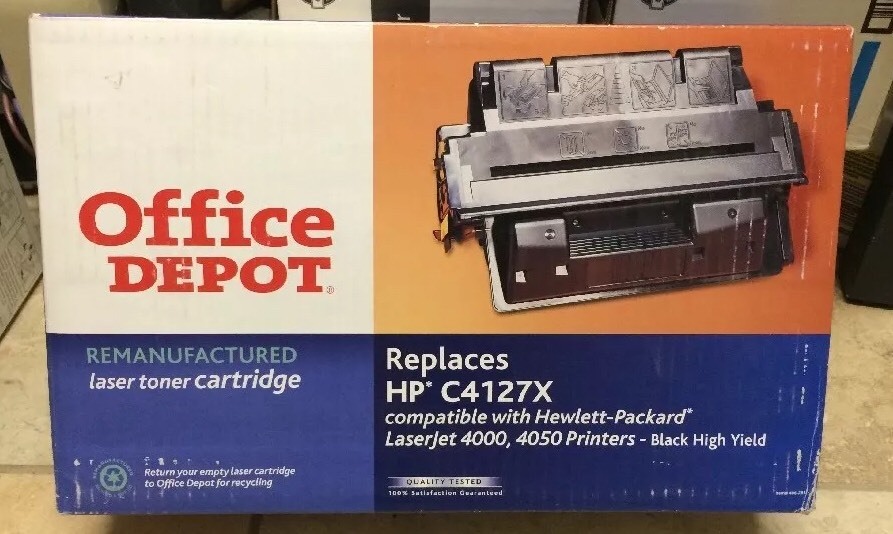 Office
DEPOT®
REMANUFACTURED
laser toner cartridge
Return your empty laser cartridge
to Office Depot for recycling
Replaces
HP* C4127X
compatible with Hewlett-Packard*
LaserJet 4000, 4050 Printers - Black High Yield
QUALITY TESTED
100% Satisfaction Guaranteed